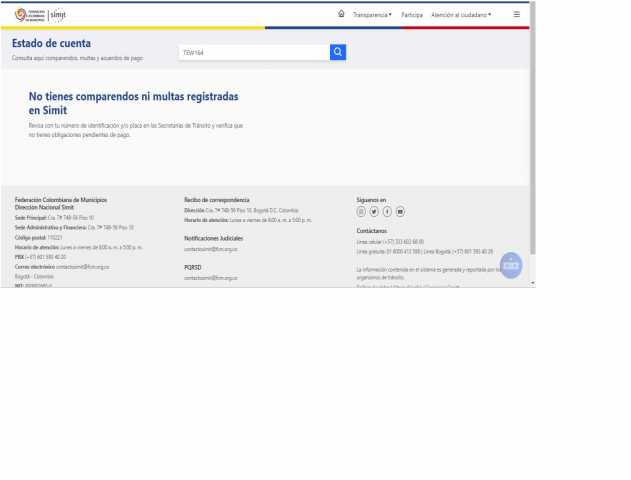 FEDERACIÓN
COLOMBIANA
DE MUNICIPIOS
simit
Transparencia
Participa
Atención al ciudadano
Estado de cuenta
Consulta aquí comparendos, multas y acuerdos de pago
TEW164
No tienes comparendos ni multas registradas
en Simit
Revisa con tu número de identificación y/o placa en las Secretarías de Tránsito y verifica que
no tienes obligaciones pendientes de pago.
Federación Colombiana de Municipios
Dirección Nacional Simit
Sede Principal: Cra. 7ª 74B-56 Piso 10
Sede Administrativa y Financiera: Cra. 7ª 74B-56 Piso 10
Código postal: 110221
Horario de atención: Lunes a viernes de 8:00 a. m. a 5:00 p. m.
PBX (+57) 601 593 40 20
Correo electrónico contactosimit@fcm.org.co
Bogotá - Colombia
Recibo de correspondencia
Dirección Cra. 7ª 74B-56 Piso 10, Bogotá D.C. Colombia
Horario de atención: Lunes a viernes de 8:00 a. m. a 5:00 p. m.
Notificaciones Judiciales
contactosimit@fcm.org.co
PQRSD
contactosimit@fcm.org.co
Síguenos en
Contáctanos
Línea celular (+57) 333 602 66 00
Línea gratuita: 01 8000 413 588 | Línea Bogotá: (+57) 601 593 40 20
La información contenida en el sistema es generada y reportada por los
organismos de tránsito.